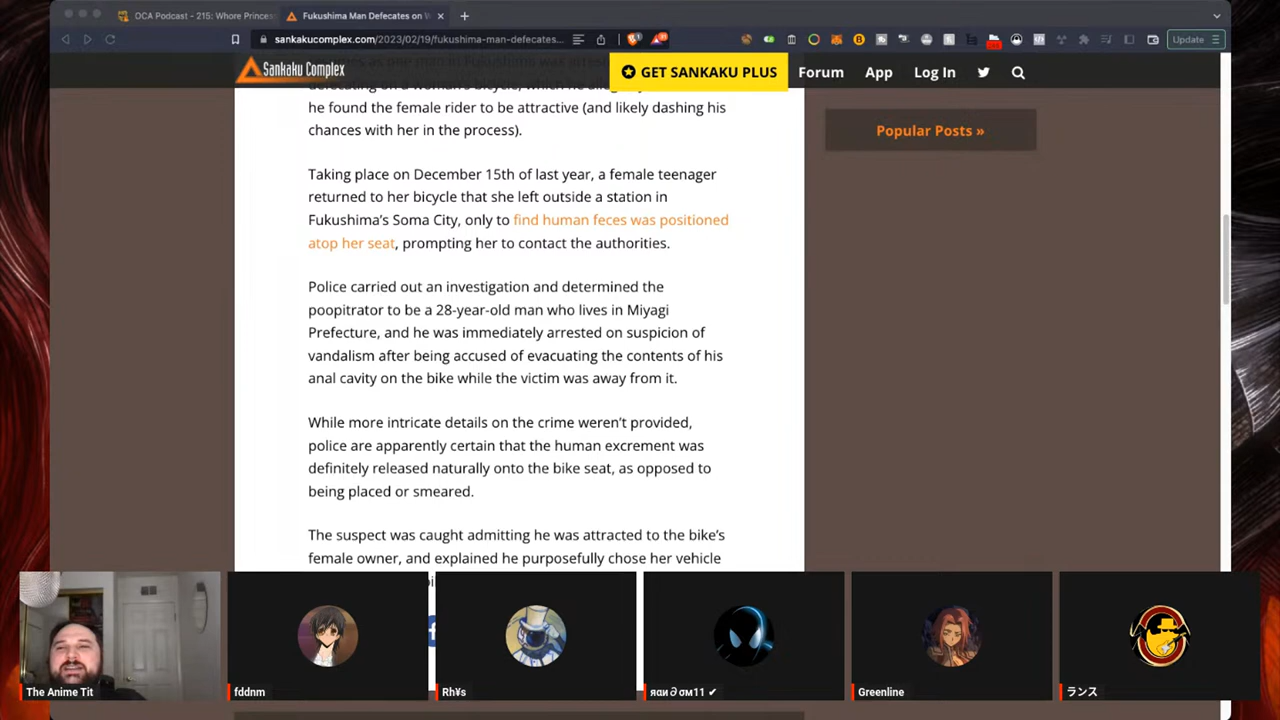 OCA Podcast - 215: Whore Princes
Fukushima Man Defecates on W
Update
sankakucomplex.com/2023/02/19/fukushima-man-defecates...
Sankaku Complex
GET SANKAKU PLUS
Forum
App
Log In
he found the female rider to be attractive (and likely dashing his
chances with her in the process).
Popular Posts »
Taking place on December 15th of last year, a female teenager
returned to her bicycle that she left outside a station in
Fukushima's Soma City, only to find human feces was positioned
atop her seat, prompting her to contact the authorities.
Police carried out an investigation and determined the
poopitrator to be a 28-year-old man who lives in Miyagi
Prefecture, and he was immediately arrested on suspicion of
vandalism after being accused of evacuating the contents of his
anal cavity on the bike while the victim was away from it.
While more intricate details on the crime weren't provided,
police are apparently certain that the human excrement was
definitely released naturally onto the bike seat, as opposed to
being placed or smeared.
The suspect was caught admitting he was attracted to the bike's
female owner, and explained he purposefully chose her vehicle
The Anime Tit
fddnm
Rh¥s
яαи∂σм11 ✔
Greenline
ランス